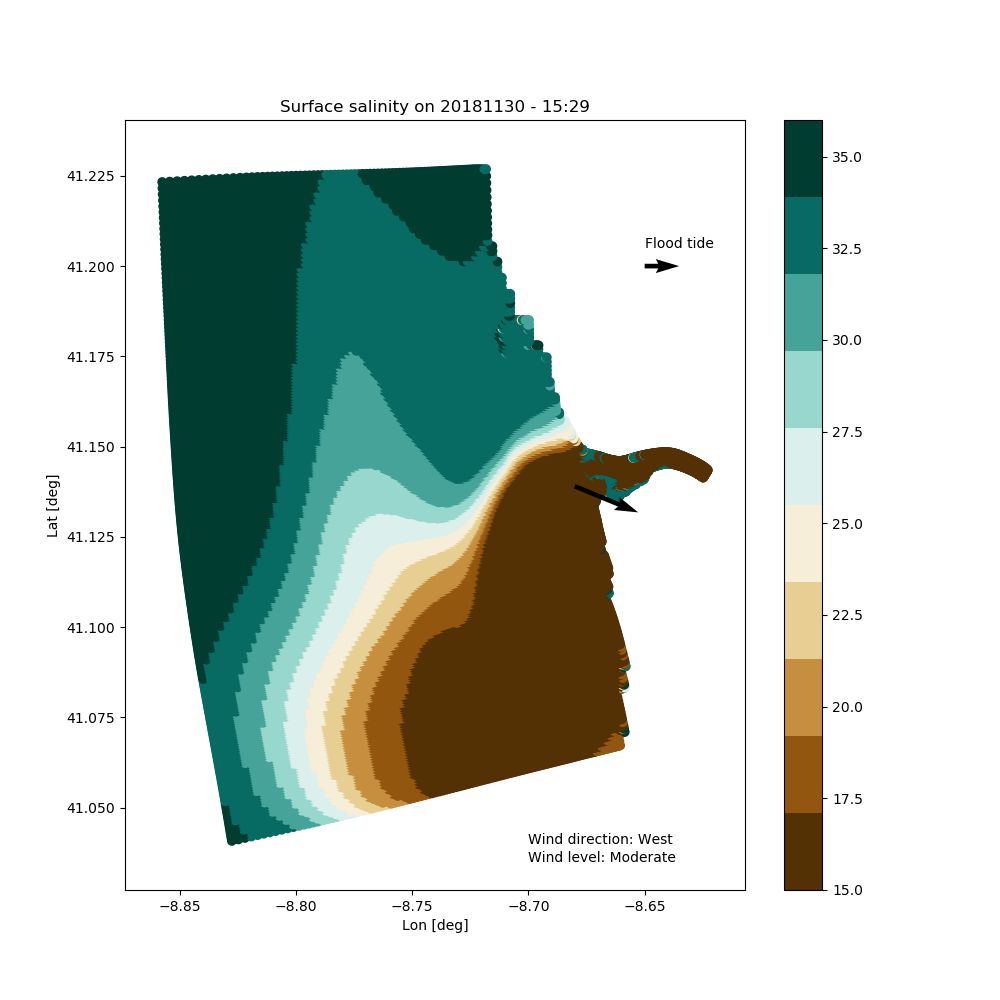 Surface salinity on 20181130 - 15:29
35.0
41.225
Flood tide
32.5
41.200
30.0
41.175
27.5
41.150
Lat [deg]
25.0
41.125
22.5
41.100
20.0
41.075
17.5
41.050
Wind direction: West
Wind level: Moderate
15.0
−8.85 −8.80 −8.75 −8.70 −8.65
Lon [deg]